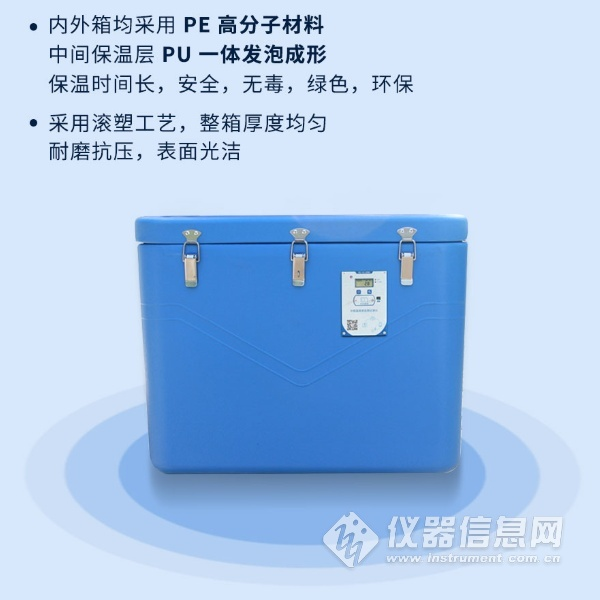 内外箱均采用 PE 高分子材料
中间保温层 PU 一体发泡成形
保温时间长，安全，无毒，绿色，环保
采用滚塑工艺，整箱厚度均匀
耐磨抗压，表面光洁
仪器信息网
www.instrument.com.cn